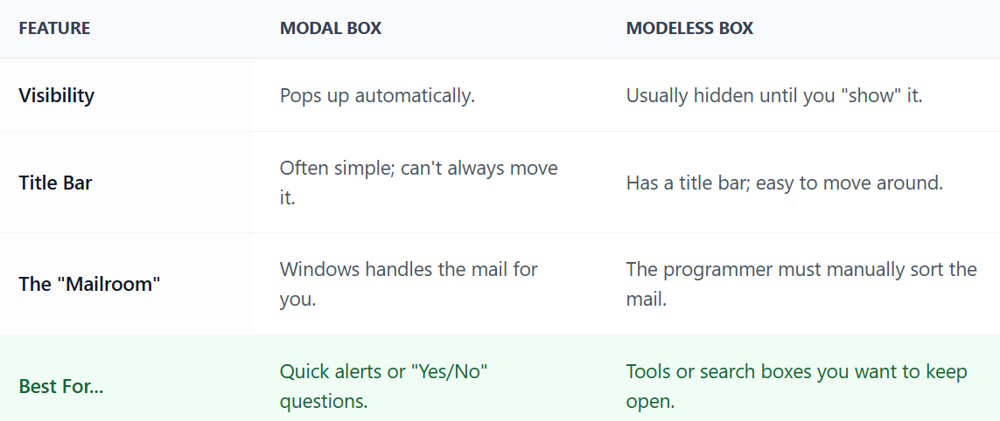 FEATURE MODAL BOX MODELESS BOX
Visibility Pops up automatically. Usually hidden until you "show" it.
Title Bar Often simple; can't always move
it. Has a title bar; easy to move around.
The "Mailroom" Windows handles the mail for
you. The programmer must manually sort the
mail.
Best For... Quick alerts or "Yes/No"
questions. Tools or search boxes you want to keep
open.